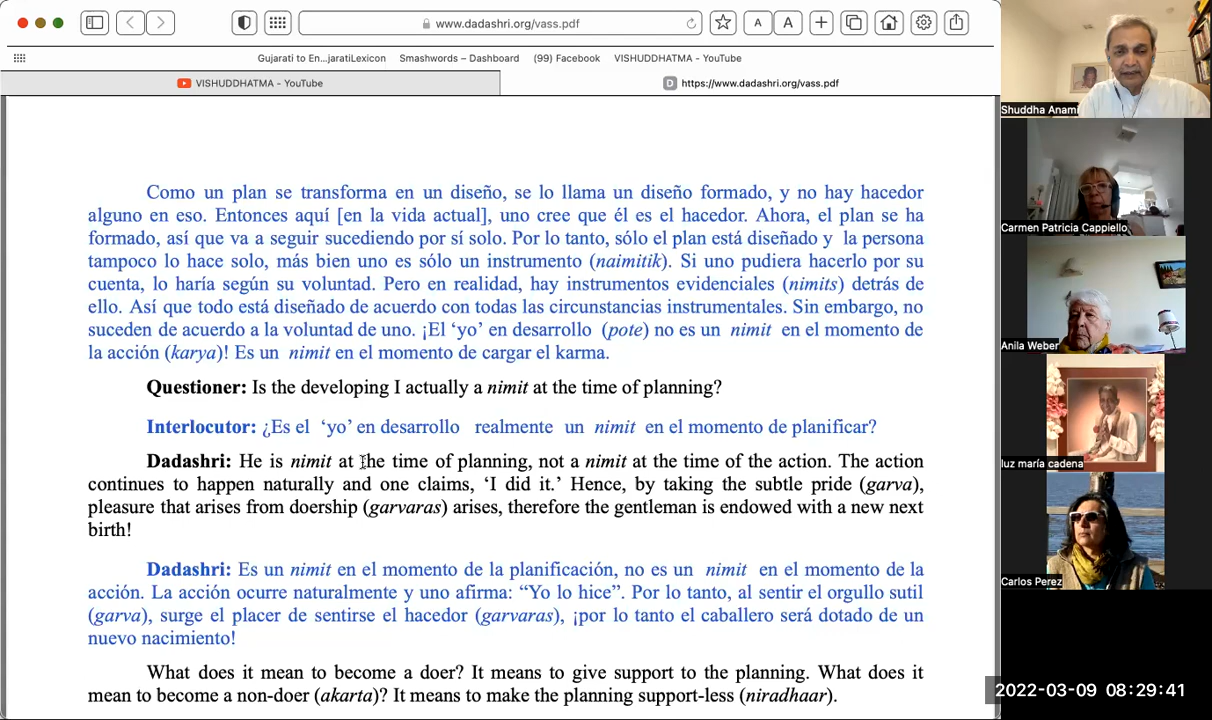 www.dadashri.org/vass.pdf
A
A
Gujarati to En...jaratiLexicon
Smashwords ~ Dashboard
(99) Facebook
VISHUDDHATMA - YouTube
VISHUDDHATMA - YouTube
D
https://www.dadashri.org/vass.pdf
Como un plan se transforma en un diseño, se lo llama un diseño formado, y no hay hacedor
alguno en eso. Entonces aquí [en la vida actual], uno cree que él es el hacedor. Ahora, el plan se ha
formado, así que va a seguir sucediendo por sí solo. Por lo tanto, sólo el plan está diseñado y la persona
tampoco lo hace solo, más bien uno es sólo un instrumento (naimitik). Si uno pudiera hacerlo por su
cuenta, lo haría según su voluntad. Pero en realidad, hay instrumentos evidenciales (nimits) detrás de
ello. Así que todo está diseñado de acuerdo con todas las circunstancias instrumentales. Sin embargo, no
suceden de acuerdo a la voluntad de uno. ¡El ‘yo’ en desarrollo (pote) no es un nimit en el momento de
la acción (karya)! Es un nimit en el momento de cargar el karma.
Questioner: Is the developing I actually a nimit at the time of planning?
Interlocutor: ¿Es el ‘yo’ en desarrollo realmente un nimit en el momento de planificar?
Dadashri: He is nimit at the time of planning, not a nimit at the time of the action. The action
continues to happen naturally and one claims, ‘I did it.’ Hence, by taking the subtle pride (garva),
pleasure that arises from doership (garvaras) arises, therefore the gentleman is endowed with a new next
birth!
Dadashri: Es un nimit en el momento de la planificación, no es un nimit en el momento de la
acción. La acción ocurre naturalmente y uno afirma: “Yo lo hice”. Por lo tanto, al sentir el orgullo sutil
(garva), surge el placer de sentirse el hacedor (garvaras), ¡por lo tanto el caballero será dotado de un
nuevo nacimiento!
What does it mean to become a doer? It means to give support to the planning. What does it
mean to become a non-doer (akarta)? It means to make the planning support-less (niradhaar).
Shuddha Anami
Carmen Patricia Cappiello
Anila Weber
luz maría cadena
Carlos Perez
2022-03-09 08:29:41